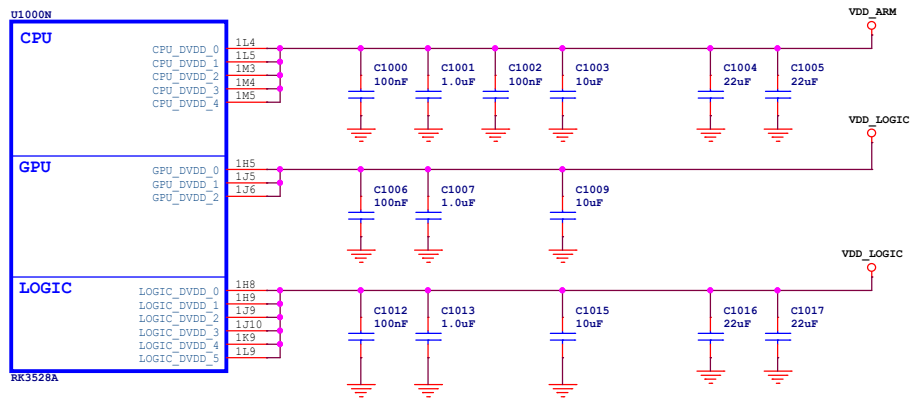 U1000N
CPU
CPU_DVDD_0 1L4
CPU_DVDD_1 1L5
CPU_DVDD_2 1M3
CPU_DVDD_3 1M4
CPU_DVDD_4 1M5
VDD_ARM
C1000 100nF
C1001 1.0uF
C1002 100nF
C1003 10uF
C1004 22uF
C1005 22uF
GPU
GPU_DVDD_0 1H5
GPU_DVDD_1 1J5
GPU_DVDD_2 1J6
VDD_LOGIC
C1006 100nF
C1007 1.0uF
C1009 10uF
LOGIC
LOGIC_DVDD_0 1H8
LOGIC_DVDD_1 1H9
LOGIC_DVDD_2 1J9
LOGIC_DVDD_3 1J10
LOGIC_DVDD_4 1K9
LOGIC_DVDD_5 1L9
VDD_LOGIC
C1012 100nF
C1013 1.0uF
C1015 10uF
C1016 22uF
C1017 22uF
RK3528A